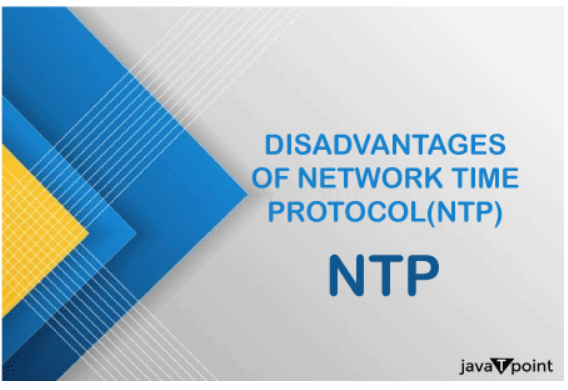 DISADVANTAGES
OF NETWORK TIME
PROTOCOL(NTP)
NTP
javaTpoint